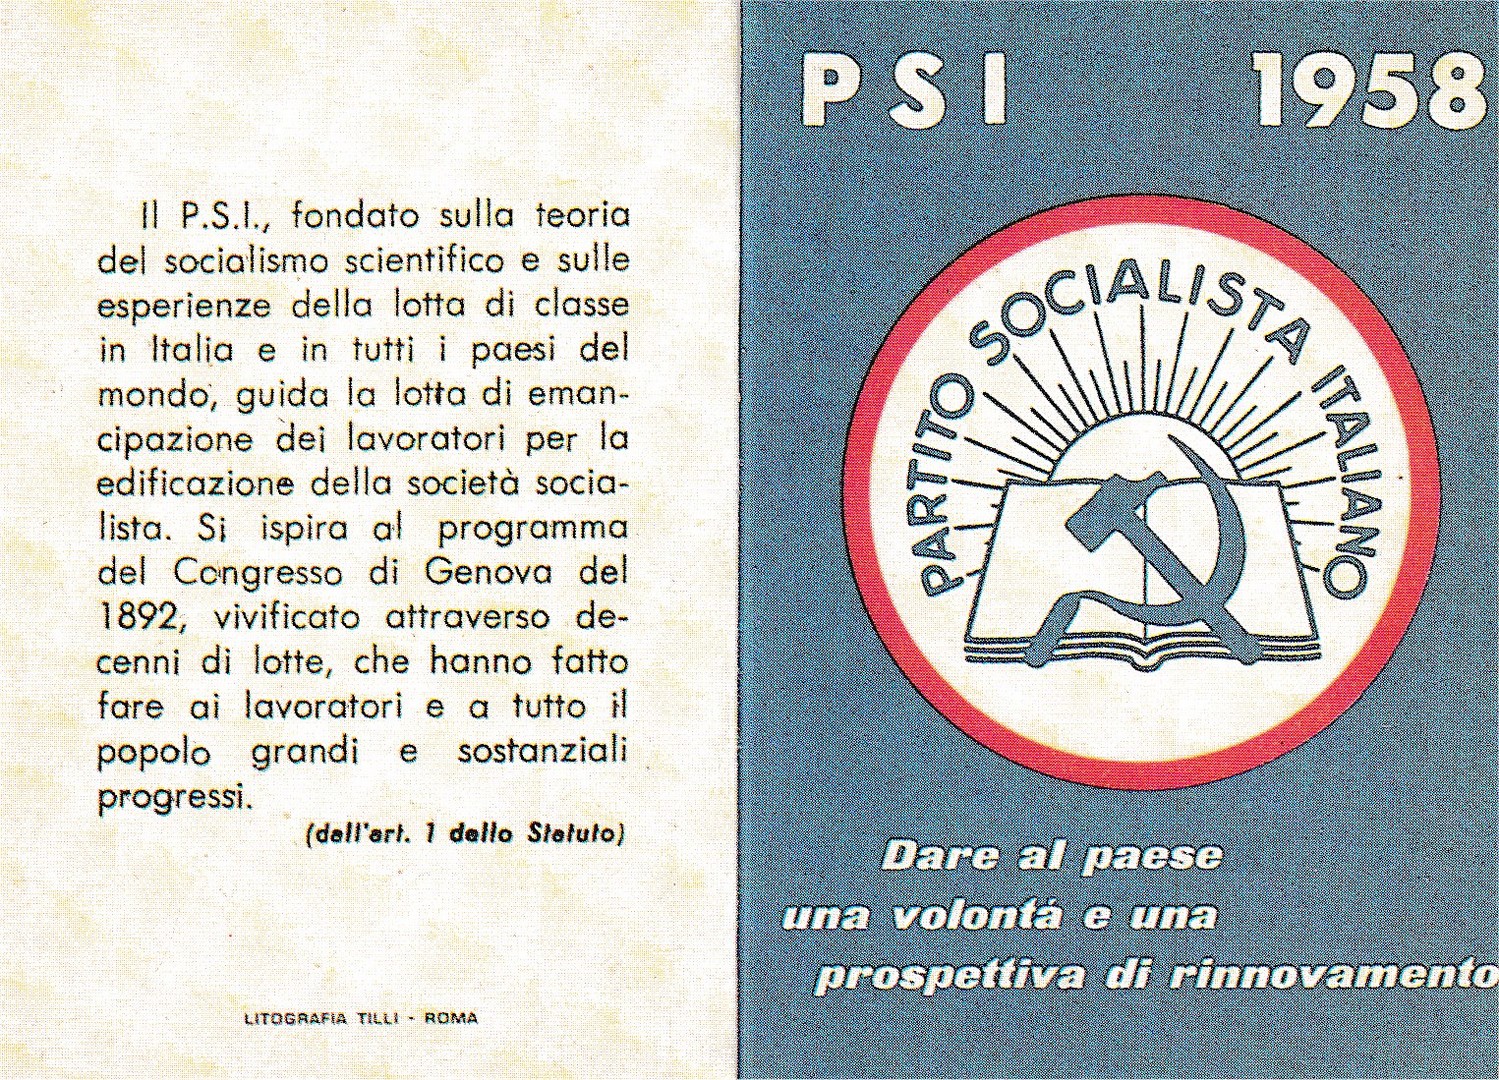 Il P.S.I., fondato sulla teoria
del socialismo scientifico e sulle
esperienze della lotta di classe
in Italia e in tutti i paesi del
mondo, guida la lotta di eman-
cipazione dei lavoratori per la
edificazione della società socia-
lista. Si ispira al programma
del Congresso di Genova del
1892, vivificato attraverso de-
cenni di lotte, che hanno fatto
fare ai lavoratori e a tutto il
popolo grandi e sostanziali
progressi.
(dall'art. 1 dello Statuto)
LITOGRAFIA TILLI - ROMA
PSI 1958
PARTITO SOCIALISTA ITALIANO
Dare al paese
una volontá e una
prospettiva di rinnovamento